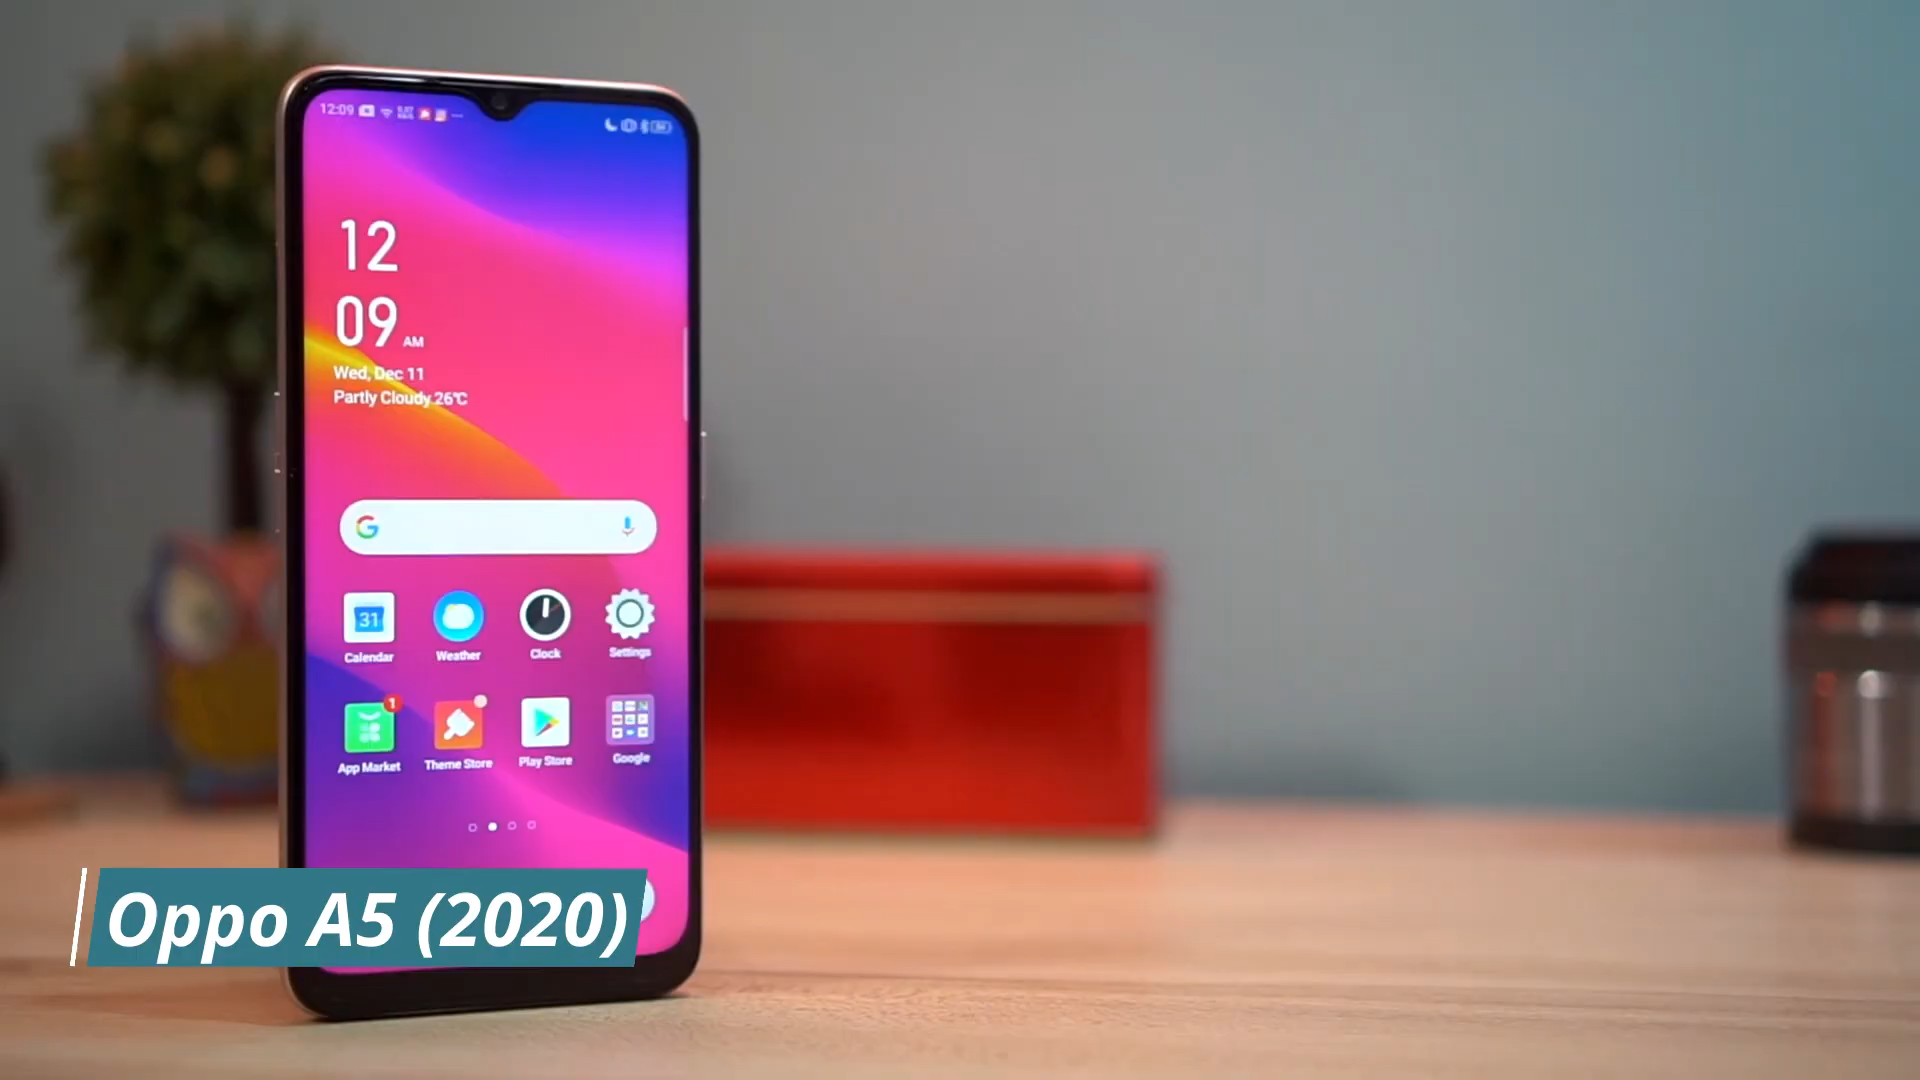 12:09
12
09 AM
Wed, Dec 11
Partly Cloudy 26℃
G
31
Calendar
Weather
Clock
Settings
1
App Market
Theme Store
Play Store
Google
Oppo A5 (2020)